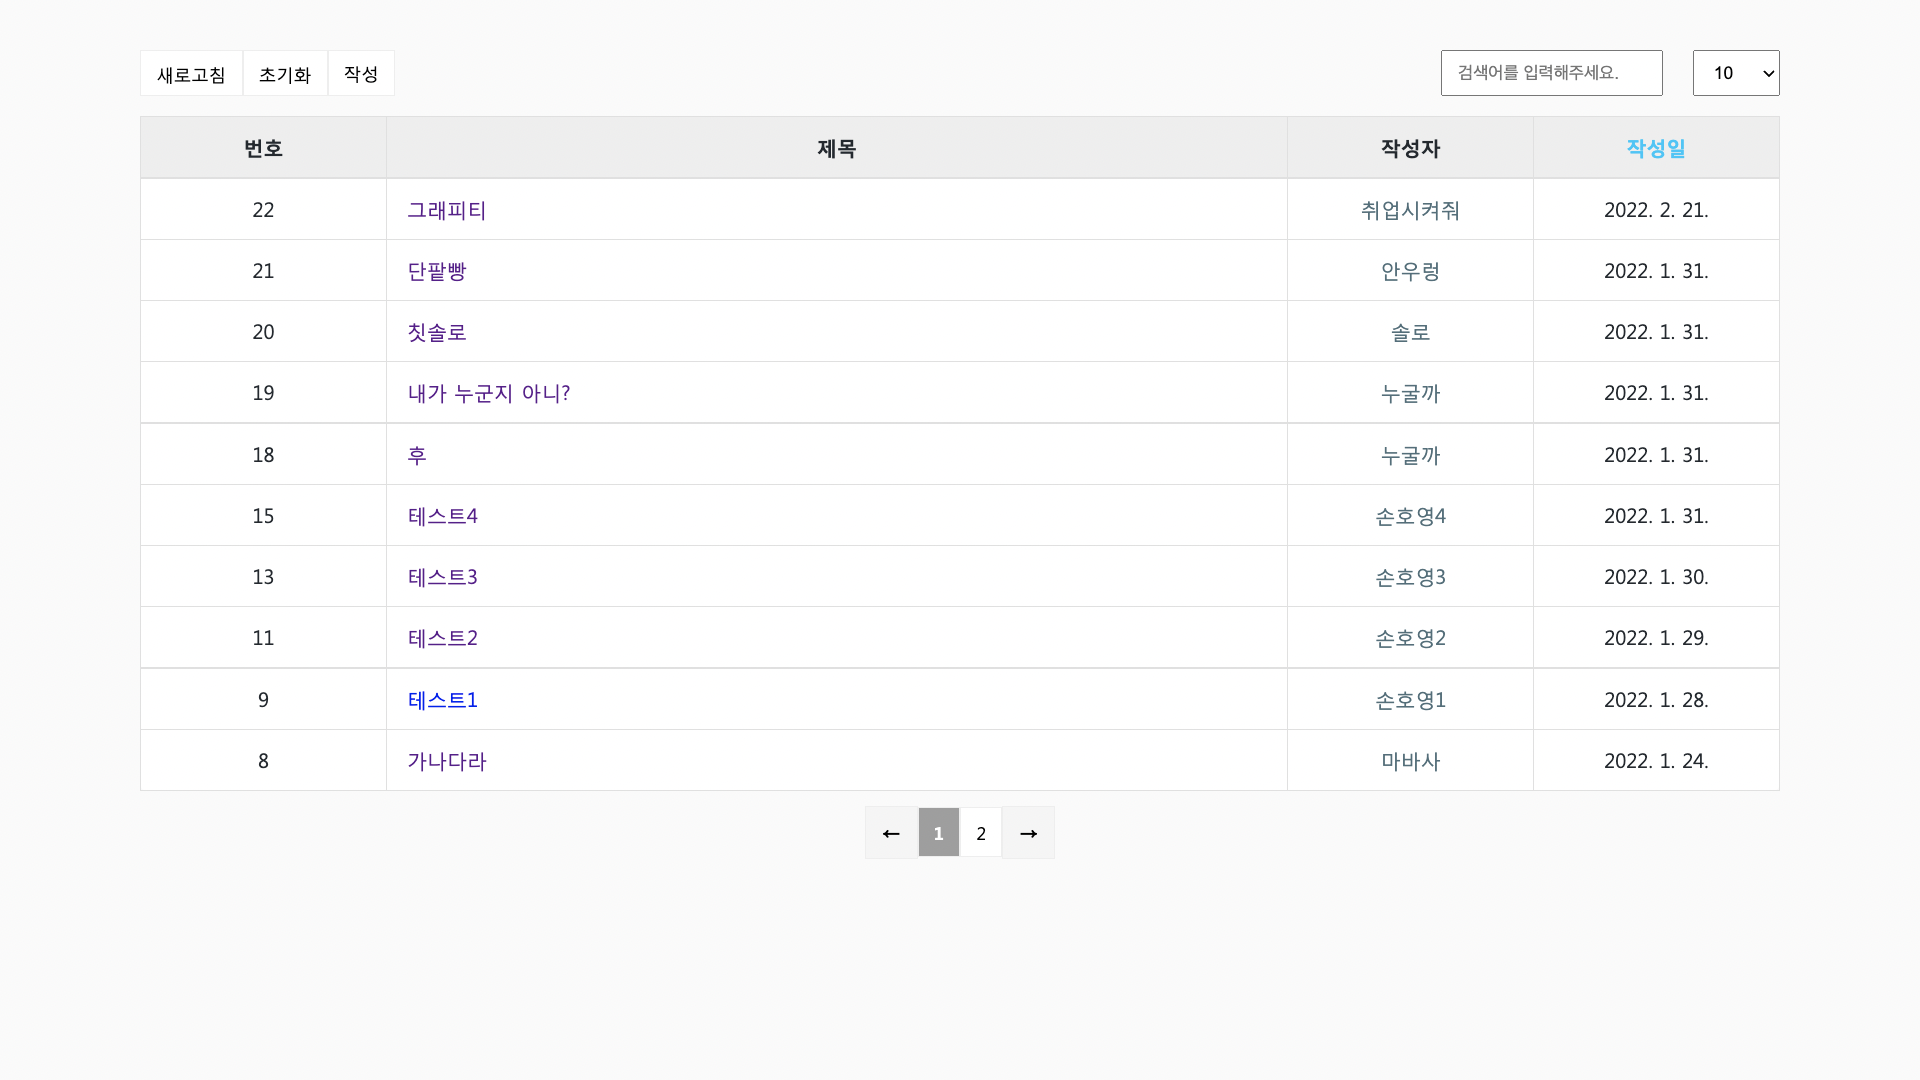 새로고침 초기화 작성 검색어를 입력해주세요. 10
번호 제목 작성자 작성일
22 그래피티 취업시켜줘 2022. 2. 21.
21 단팥빵 안우렁 2022. 1. 31.
20 칫솔로 솔로 2022. 1. 31.
19 내가 누군지 아니? 누굴까 2022. 1. 31.
18 후 누굴까 2022. 1. 31.
15 테스트4 손호영4 2022. 1. 31.
13 테스트3 손호영3 2022. 1. 30.
11 테스트2 손호영2 2022. 1. 29.
9 테스트1 손호영1 2022. 1. 28.
8 가나다라 마바사 2022. 1. 24.
← 1 2 →